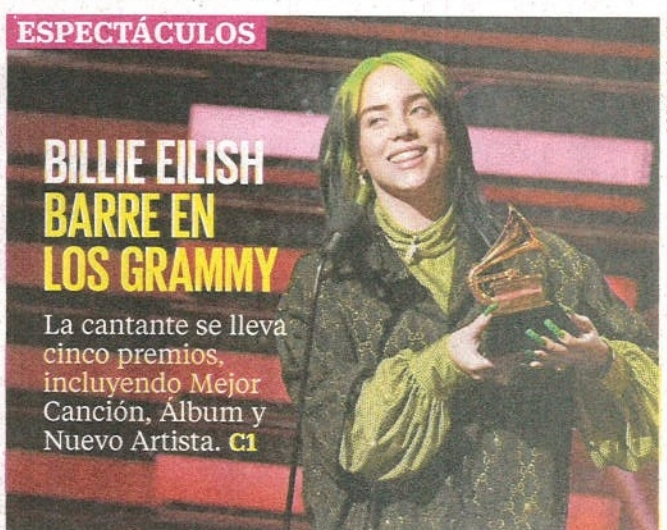 ESPECTÁCULOS
BILLIE EILISH
BARRE EN
LOS GRAMMY
La cantante se lleva
cinco premios,
incluyendo Mejor
Canción, Álbum y
Nuevo Artista. C1